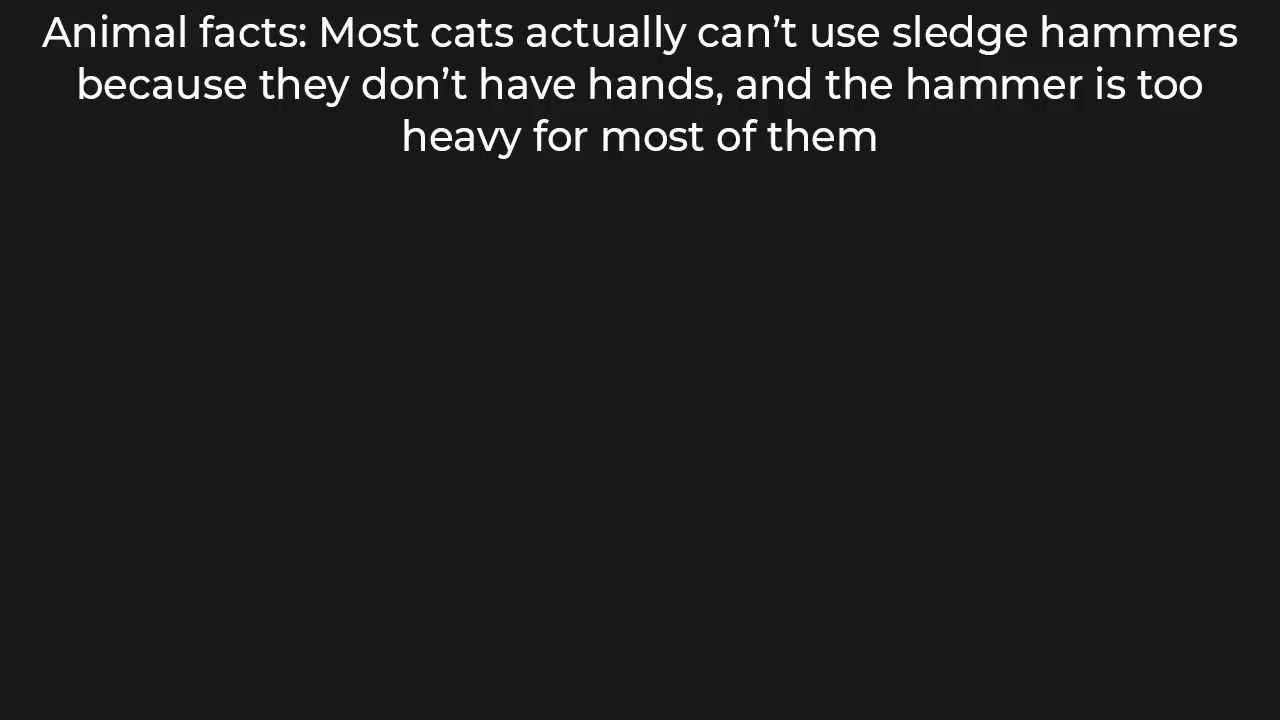 Animal facts: Most cats actually can’t use sledge hammers
because they don’t have hands, and the hammer is too
heavy for most of them